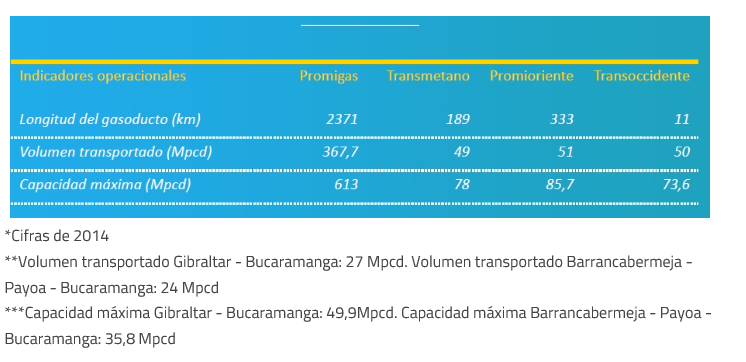 Indicadores operacionales Promigas Transmetano Promioriente Transoccidente
Longitud del gasoducto (km) 2371 189 333 11
Volumen transportado (Mpcd) 367,7 49 51 50
Capacidad máxima (Mpcd) 613 78 85,7 73,6
*Cifras de 2014
**Volumen transportado Gibraltar - Bucaramanga: 27 Mpcd. Volumen transportado Barrancabermeja -
Payoa - Bucaramanga: 24 Mpcd
***Capacidad máxima Gibraltar - Bucaramanga: 49,9Mpcd. Capacidad máxima Barrancabermeja - Payoa -
Bucaramanga: 35,8 Mpcd